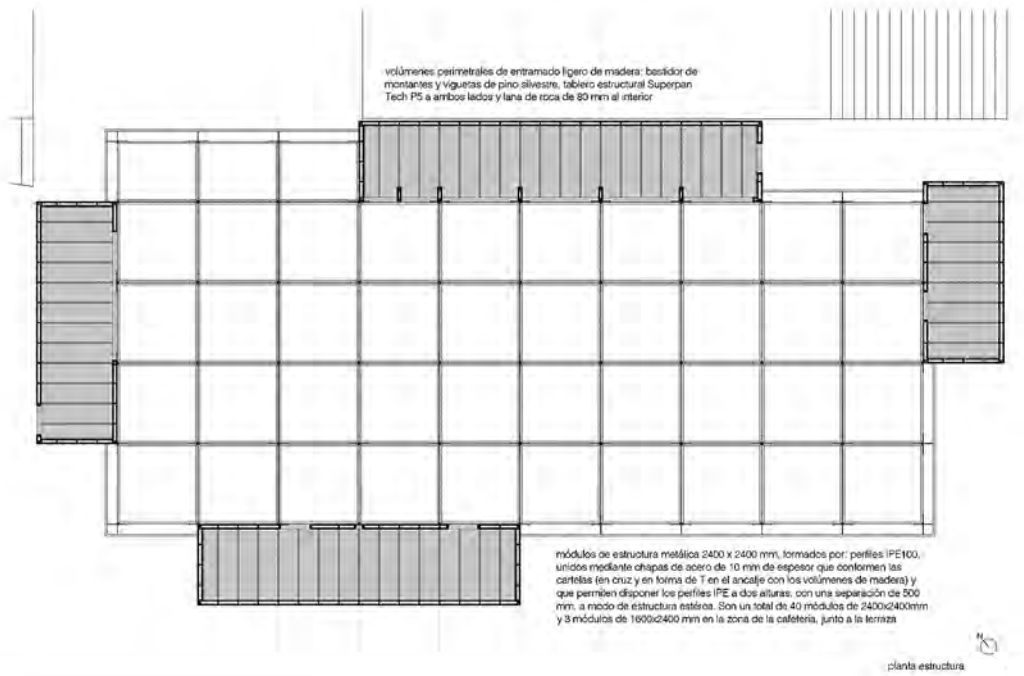 volúmenes perimetrales de entramado ligero de madera: bastidor de
montantes y viguetas de pino silvestre, tablero estructural Superpan
Tech P5 a ambos lados y lana de roca de 80 mm al interior
módulos de estructura metálica 2400 x 2400 mm, formados por: perfiles IPE100,
unidos mediante chapas de acero de 10 mm de espesor que conforman las
cartelas (en cruz y en forma de T en el encaje con los volúmenes de madera) y
que permiten disponer los perfiles IPE a dos alturas, con una separación de 500
mm, a modo de estructura estérea. Son un total de 40 módulos de 2400x2400mm
y 3 módulos de 1600x2400 mm en la zona de la cafetería, junto a la terraza
N
planta estructura